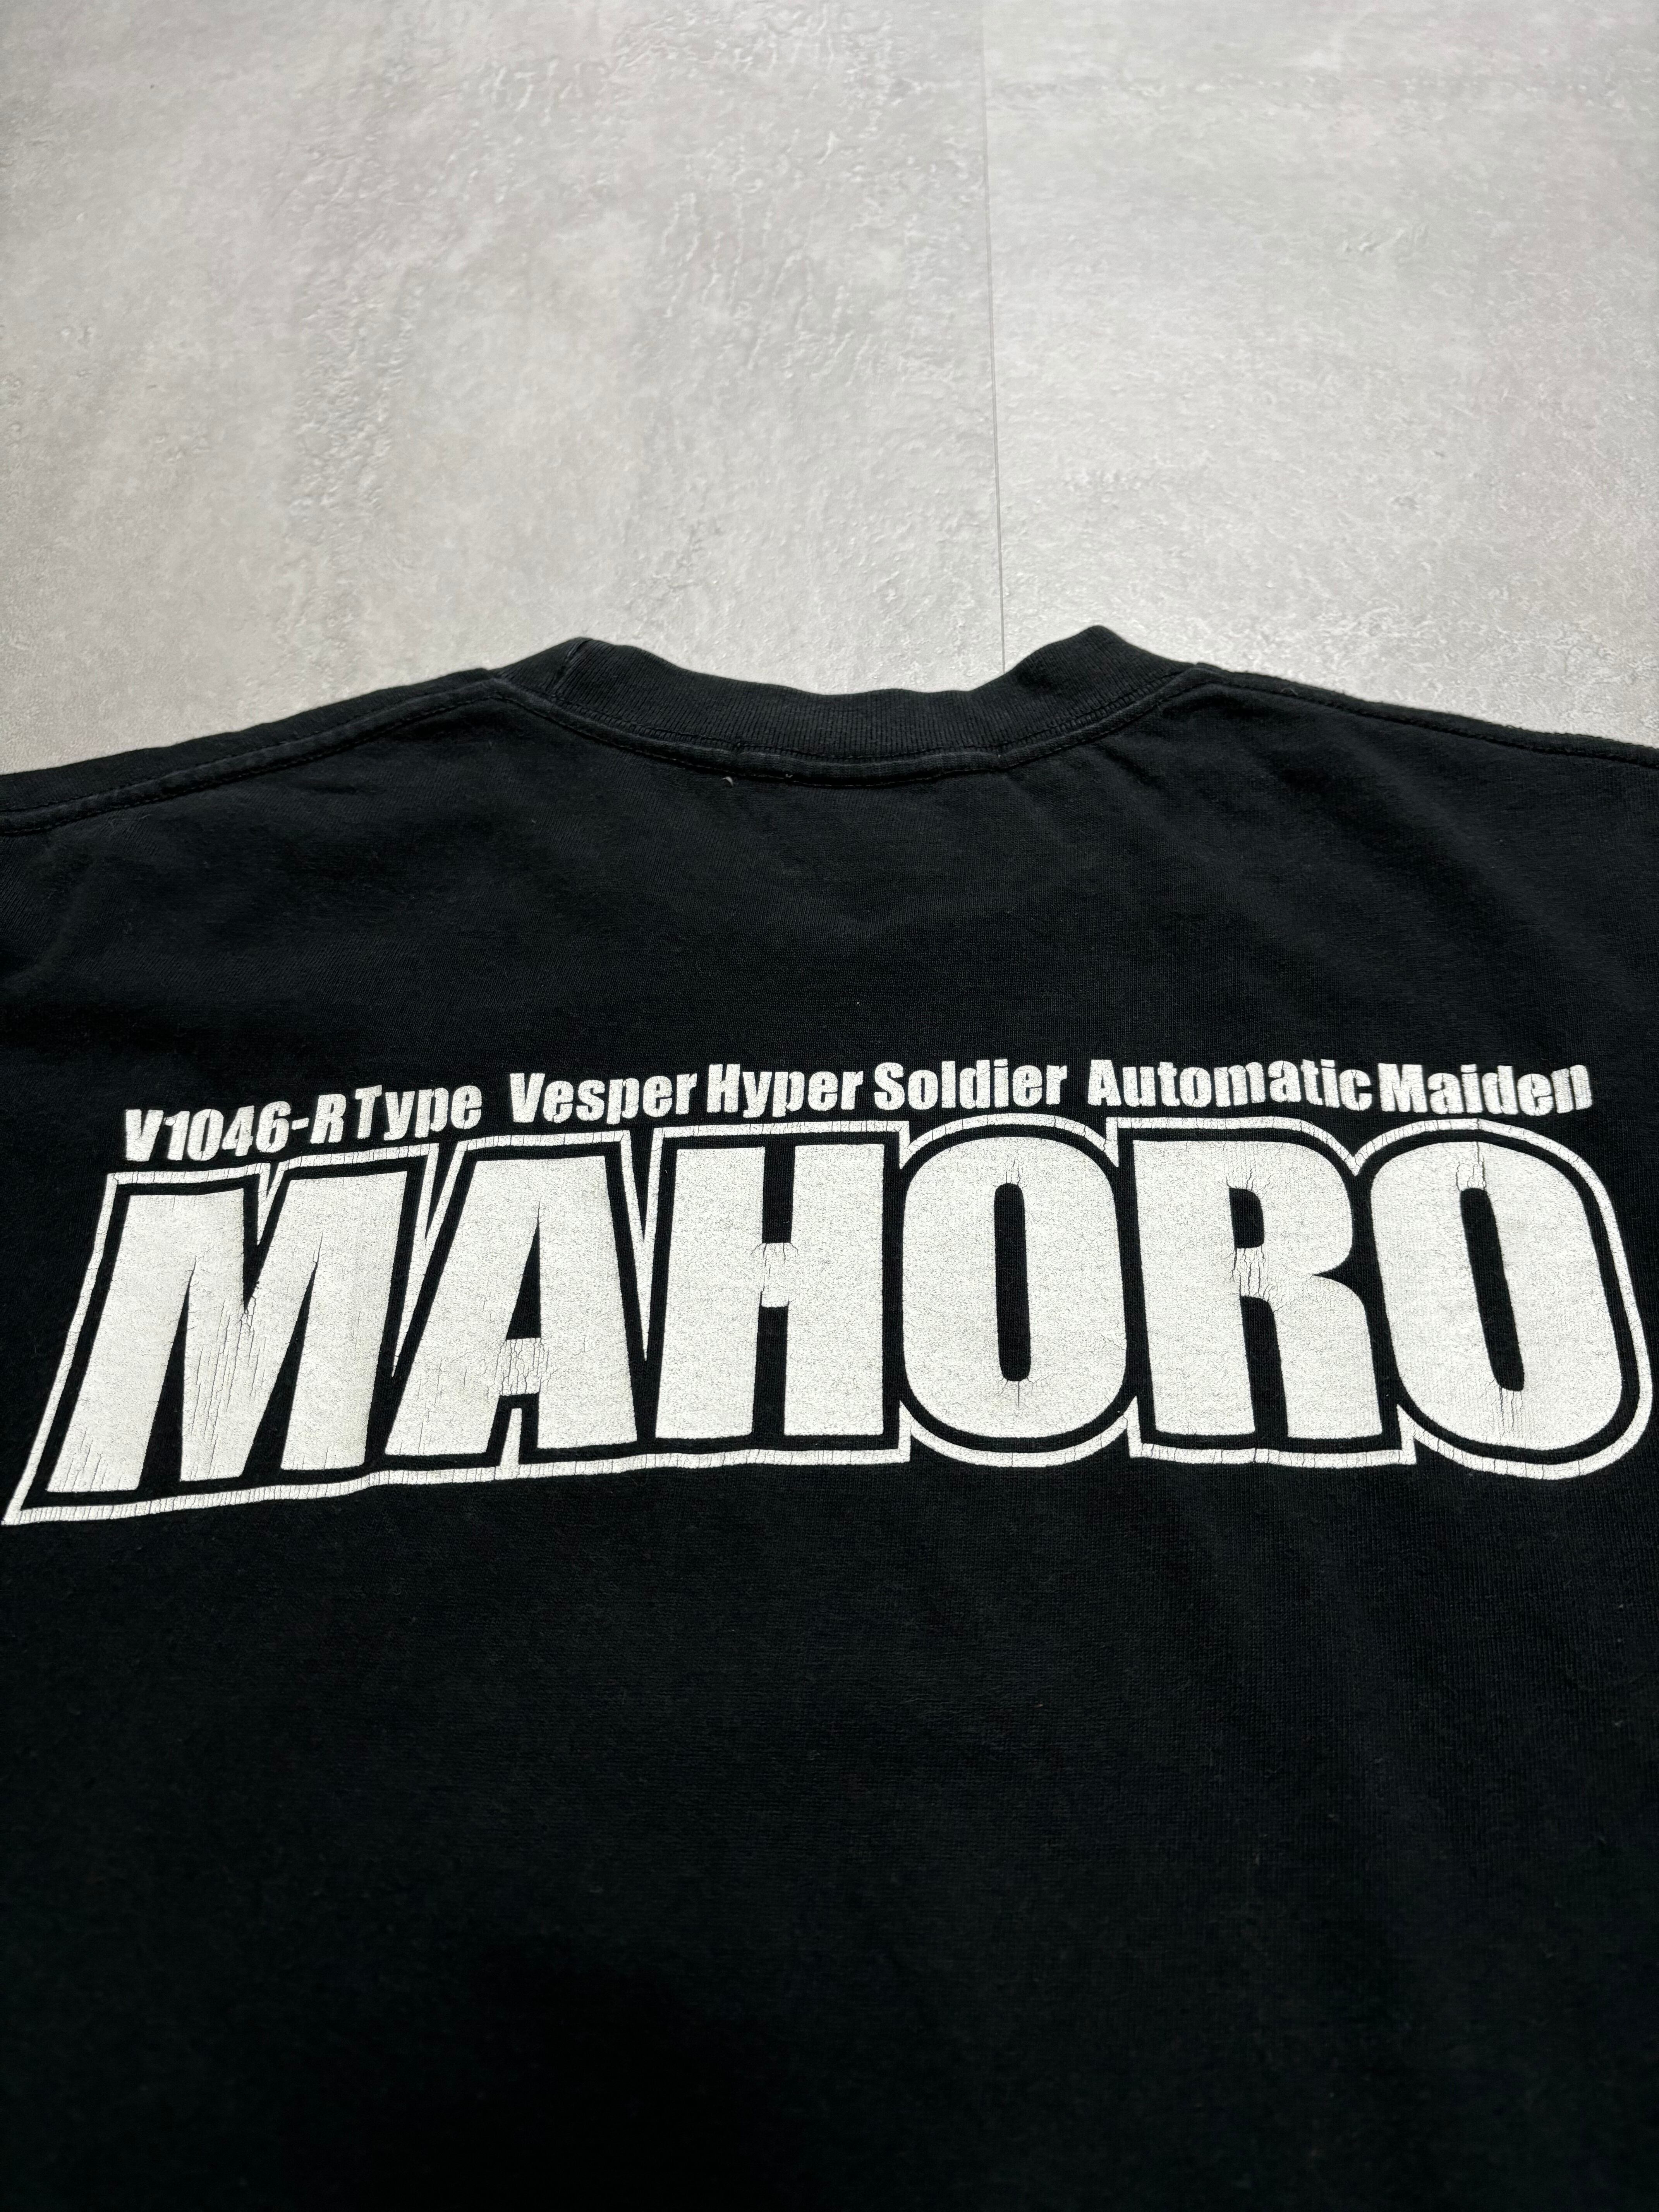 V1046-R Type Vesper Hyper Soldier Automatic Maiden
MAHORO